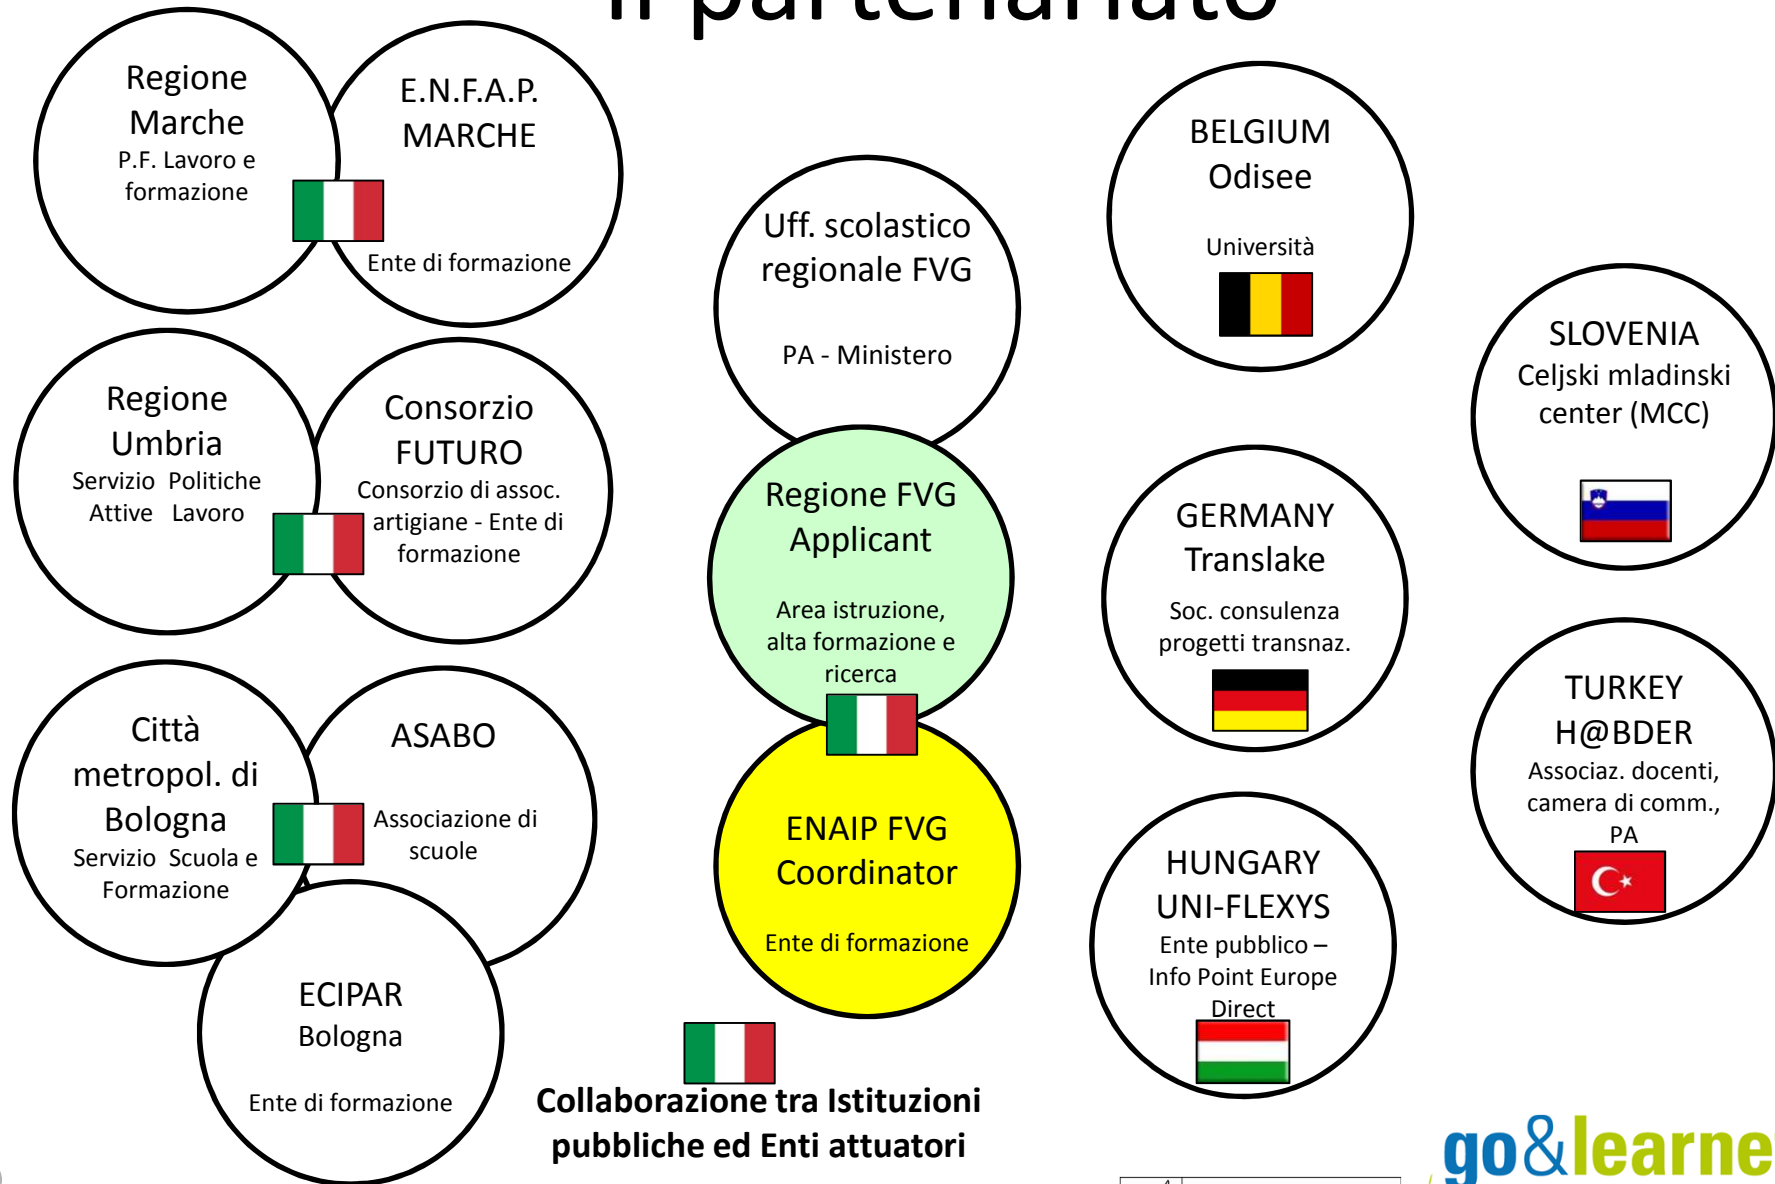 Il partenariato
Regione
Marche
P.F. Lavoro e
formazione
E.N.F.A.P.
MARCHE
Ente di formazione
Regione
Umbria
Servizio Politiche
Attive Lavoro
Consorzio
FUTURO
Consorzio di assoc.
artigiane - Ente di
formazione
Città
metropol. di
Bologna
Servizio Scuola e
Formazione
ASABO
Associazione di
scuole
ECIPAR
Bologna
Ente di formazione
Uff. scolastico
regionale FVG
PA - Ministero
Regione FVG
Applicant
Area istruzione,
alta formazione e
ricerca
ENAIP FVG
Coordinator
Ente di formazione
Collaborazione tra Istituzioni
pubbliche ed Enti attuatori
BELGIUM
Odisee
Università
GERMANY
Translake
Soc. consulenza
progetti transnaz.
HUNGARY
UNI-FLEXYS
Ente pubblico –
Info Point Europe
Direct
SLOVENIA
Celjski mladinski
center (MCC)
TURKEY
H@BDER
Associaz. docenti,
camera di comm.,
PA
go&learne